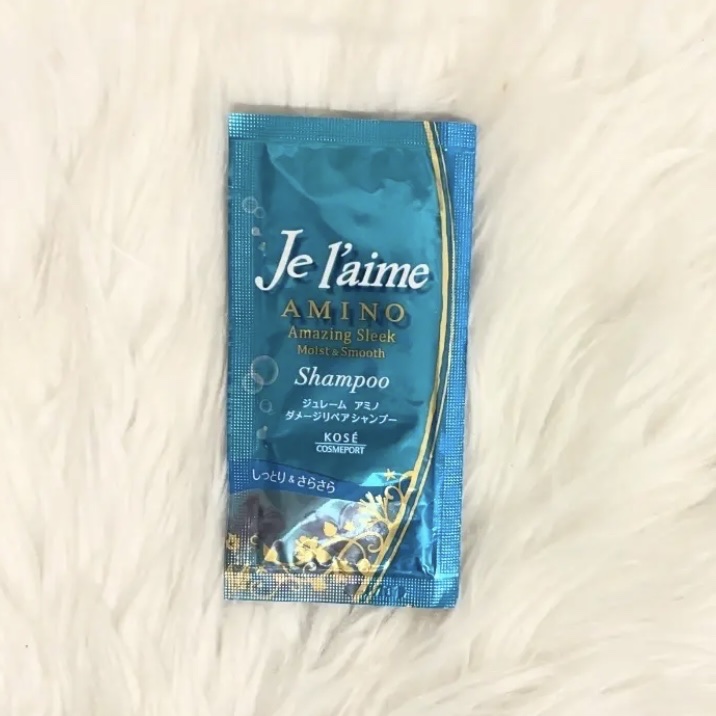 Je l'aime
AMINO
Amazing Sleek
Moist & Smooth
Shampoo
ジュレーム アミノ
ダメージリペア シャンプー
KOSÉ
COSMEPORT
しっとり & さらさら